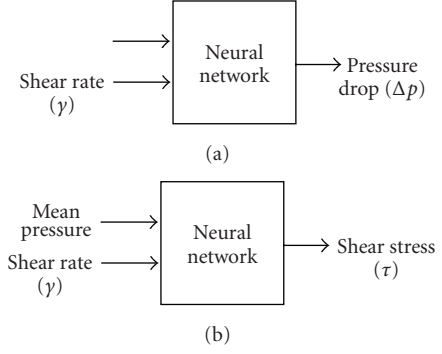 Neural
network
Shear rate
(γ)
Pressure
drop (Δp)
(a)
Mean
pressure
Shear rate
(γ)
Neural
network
Shear stress
(τ)
(b)